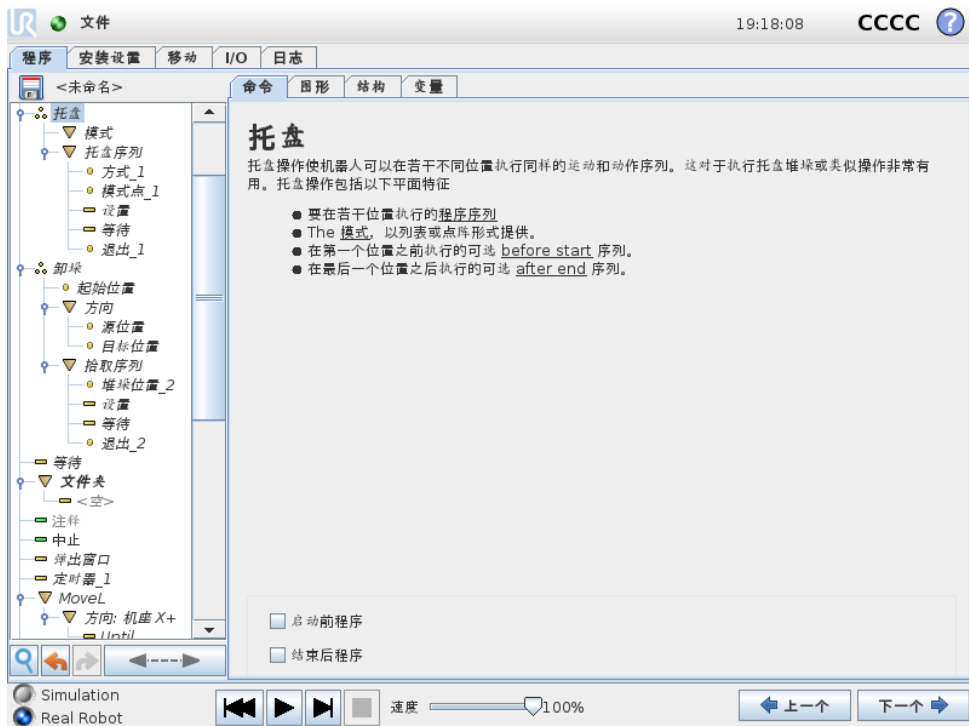 UR 文件 19:18:08 CCCC ?
程序 安装设置 移动 I/O 日志
<未命名>
命令 图形 结构 变量
托盘
模式
托盘序列
方式_1
模式点_1
设置
等待
退出_1
卸垛
起始位置
方向
源位置
目标位置
拾取序列
堆垛位置_2
设置
等待
退出_2
等待
文件夹
<空>
注释
中止
弹出窗口
定时器_1
MoveL
方向: 机座 X+
Until
托盘
托盘操作使机器人可以在若干不同位置执行同样的运动和动作序列。这对于执行托盘堆垛或类似操作非常有
用。托盘操作包括以下平面特征
要在若干位置执行的程序序列
The 模式，以列表或点阵形式提供。
在第一个位置之前执行的可选 before start 序列。
在最后一个位置之后执行的可选 after end 序列。
启动前程序
结束后程序
Simulation
Real Robot
速度 100%
上一个 下一个